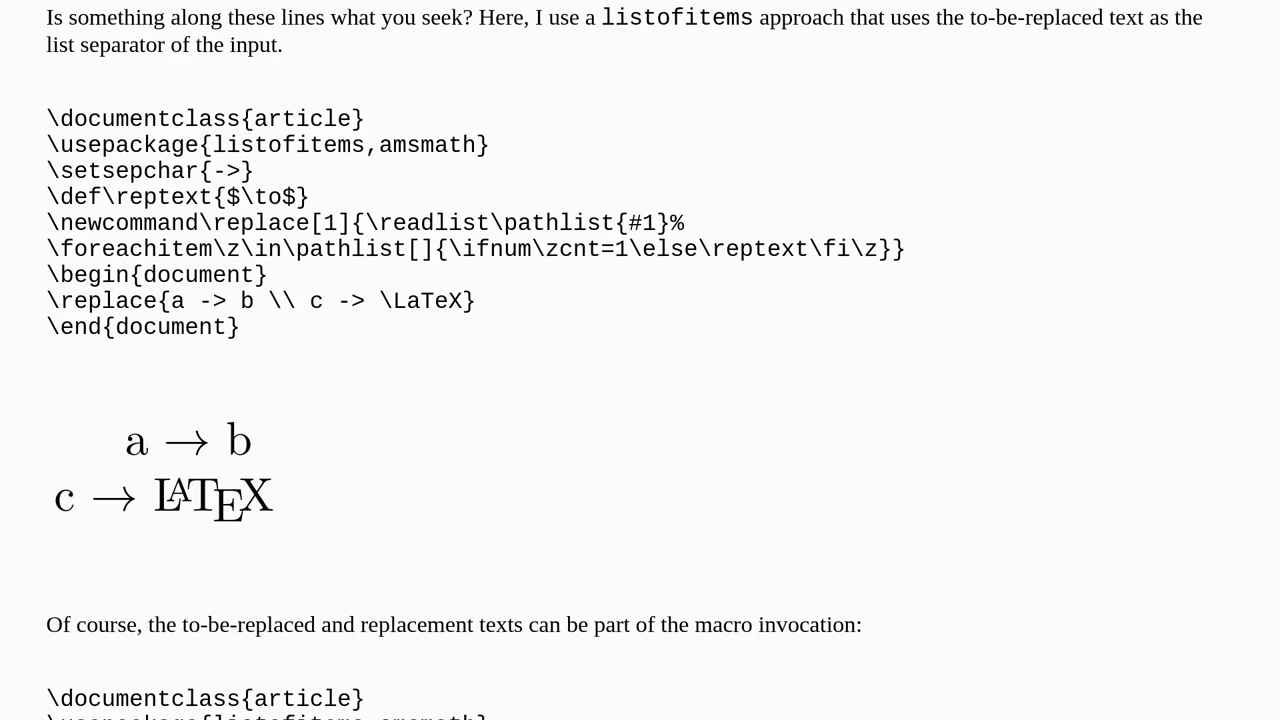 Is something along these lines what you seek? Here, I use a listofitems approach that uses the to-be-replaced text as the
list separator of the input.
\documentclass{article}
\usepackage{listofitems,amsmath}
\setsepchar{->}
\def\reptext{$\to$}
\newcommand\replace[1]{\readlist\pathlist{#1}%
\foreachitem\z\in\pathlist[]{\ifnum\zcnt=1\else\reptext\fi\z}}
\begin{document}
\replace{a -> b \\ c -> \LaTeX}
\end{document}
a → b
c → LATEX
Of course, the to-be-replaced and replacement texts can be part of the macro invocation:
\documentclass{article}
\usepackage{listofitems,amsmath}